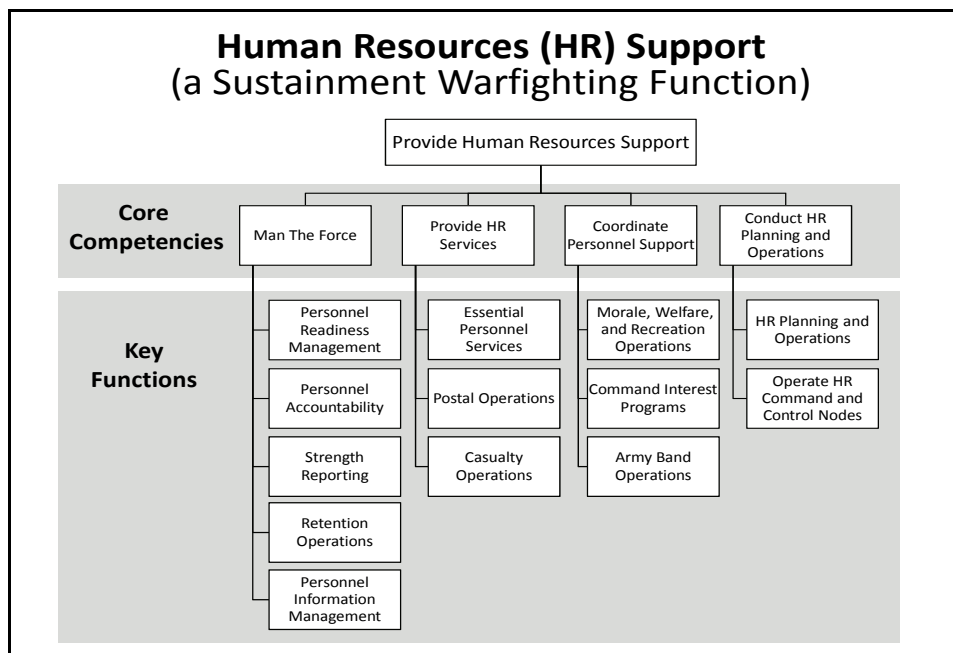 Human Resources (HR) Support
(a Sustainment Warfighting Function)
Provide Human Resources Support
Core
Competencies
Man The Force
Provide HR
Services
Coordinate
Personnel Support
Conduct HR
Planning and
Operations
Key
Functions
Personnel
Readiness
Management
Personnel
Accountability
Strength
Reporting
Retention
Operations
Personnel
Information
Management
Essential
Personnel
Services
Postal Operations
Casualty
Operations
Morale, Welfare,
and Recreation
Operations
Command Interest
Programs
Army Band
Operations
HR Planning and
Operations
Operate HR
Command and
Control Nodes